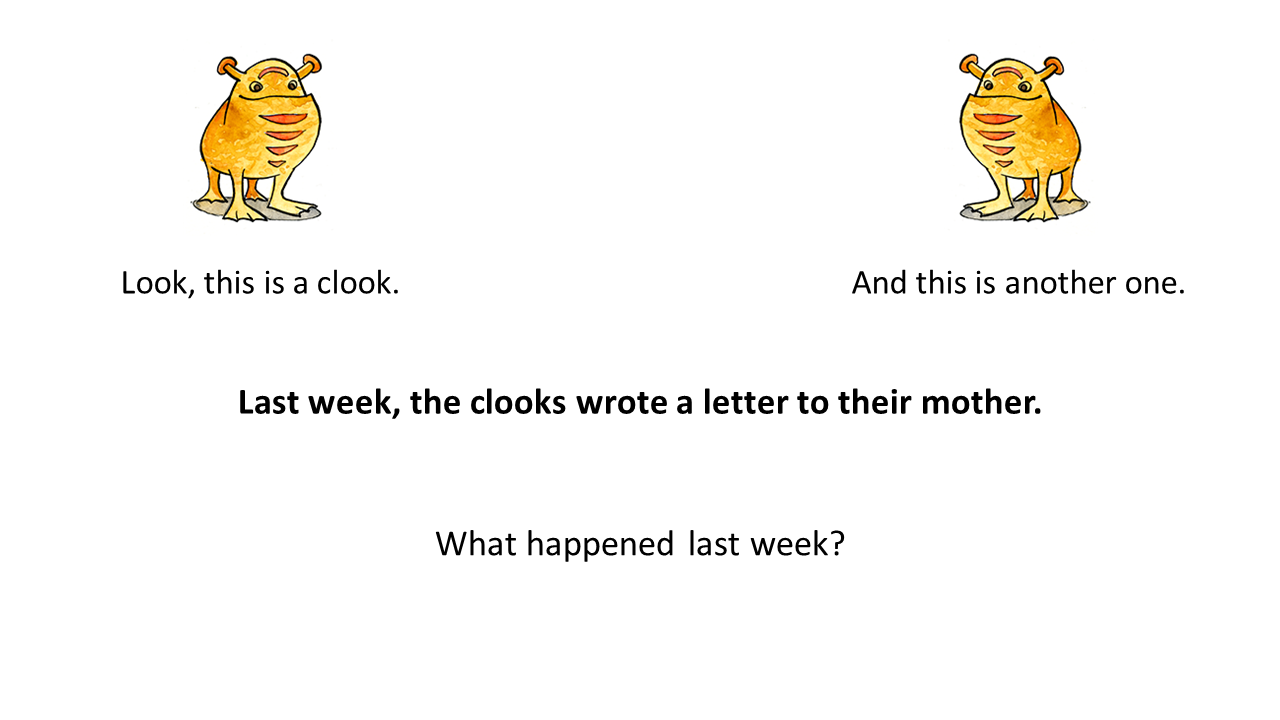 Look, this is a clook.
And this is another one.
Last week, the clooks wrote a letter to their mother.
What happened last week?